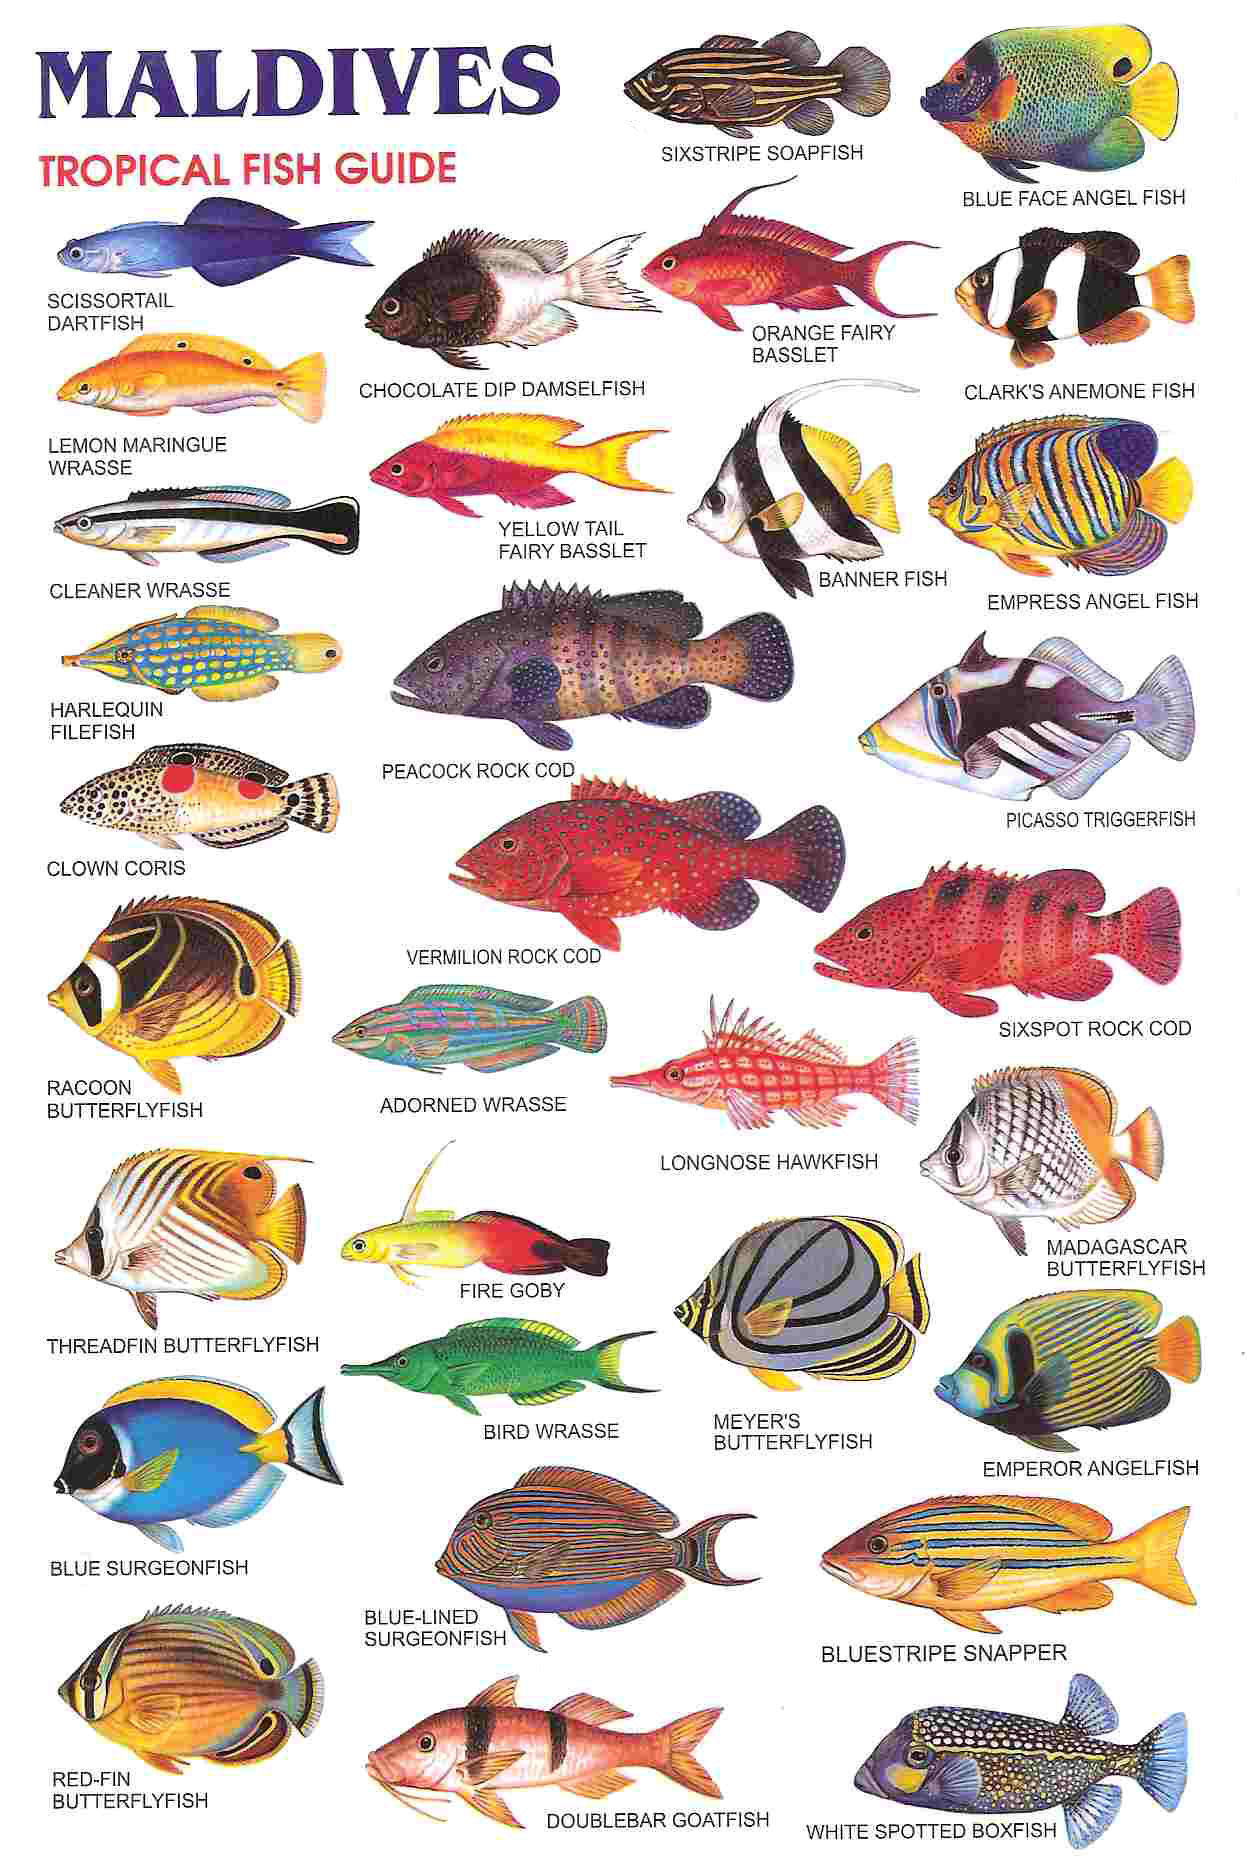 MALDIVES
TROPICAL FISH GUIDE
SIXSTRIPE SOAPFISH
BLUE FACE ANGEL FISH
SCISSORTAIL
DARTFISH
CHOCOLATE DIP DAMSELFISH
ORANGE FAIRY
BASSLET
CLARK'S ANEMONE FISH
LEMON MARINGUE
WRASSE
YELLOW TAIL
FAIRY BASSLET
BANNER FISH
EMPRESS ANGEL FISH
CLEANER WRASSE
HARLEQUIN
FILEFISH
PEACOCK ROCK COD
PICASSO TRIGGERFISH
CLOWN CORIS
VERMILION ROCK COD
SIXSPOT ROCK COD
RACOON
BUTTERFLYFISH
ADORNED WRASSE
LONGNOSE HAWKFISH
MADAGASCAR
BUTTERFLYFISH
THREADFIN BUTTERFLYFISH
FIRE GOBY
BIRD WRASSE
MEYER'S
BUTTERFLYFISH
EMPEROR ANGELFISH
BLUE SURGEONFISH
BLUE-LINED
SURGEONFISH
BLUESTRIPE SNAPPER
RED-FIN
BUTTERFLYFISH
DOUBLEBAR GOATFISH
WHITE SPOTTED BOXFISH